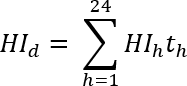 HI_d = \sum_{h=1}^{24} HI_h t_h